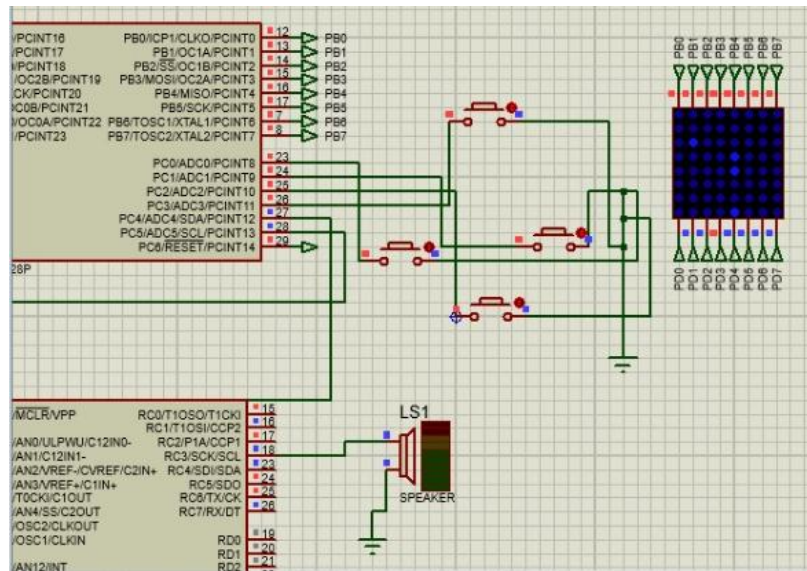 /PCINT16 PB0/ICP1/CLKO/PCINT0 12 PB0
/PCINT17 PB1/OC1A/PCINT1 13 PB1
/PCINT18 PB2/SS/OC1B/PCINT2 14 PB2
/OC2B/PCINT19 PB3/MOSI/OC2A/PCINT3 15 PB3
CK/PCINT20 PB4/MISO/PCINT4 16 PB4
OC0B/PCINT21 PB5/SCK/PCINT5 17 PB5
/OC0A/PCINT22 PB6/TOSC1/XTAL1/PCINT6 PB6
/PCINT23 PB7/TOSC2/XTAL2/PCINT7 8 PB7
PC0/ADC0/PCINT8 23
PC1/ADC1/PCINT9 24
PC2/ADC2/PCINT10 25
PC3/ADC3/PCINT11 26
PC4/ADC4/SDA/PCINT12 27
PC5/ADC5/SCL/PCINT13 28
PC6/RESET/PCINT14 29
28P
PB0 PB1 PB2 PB3 PB4 PB5 PB6 PB7
PD0 PD1 PD2 PD3 PD4 PD5 PD6 PD7
/MCLR/VPP RC0/T1OSO/T1CKI 15
RC1/T1OSI/CCP2 16
/AN0/ULPWU/C12IN0- RC2/P1A/CCP1 17
/AN1/C12IN1- RC3/SCK/SCL 18
/AN2/VREF-/CVREF/C2IN+ RC4/SDI/SDA 23
/AN3/VREF+/C1IN+ RC5/SDO 24
/T0CKI/C1OUT RC6/TX/CK 25
/AN4/SS/C2OUT RC7/RX/DT 26
/OSC2/CLKOUT
/OSC1/CLKIN RD0 19
RD1 20
/AN12/INT RD2 21
LS1
SPEAKER